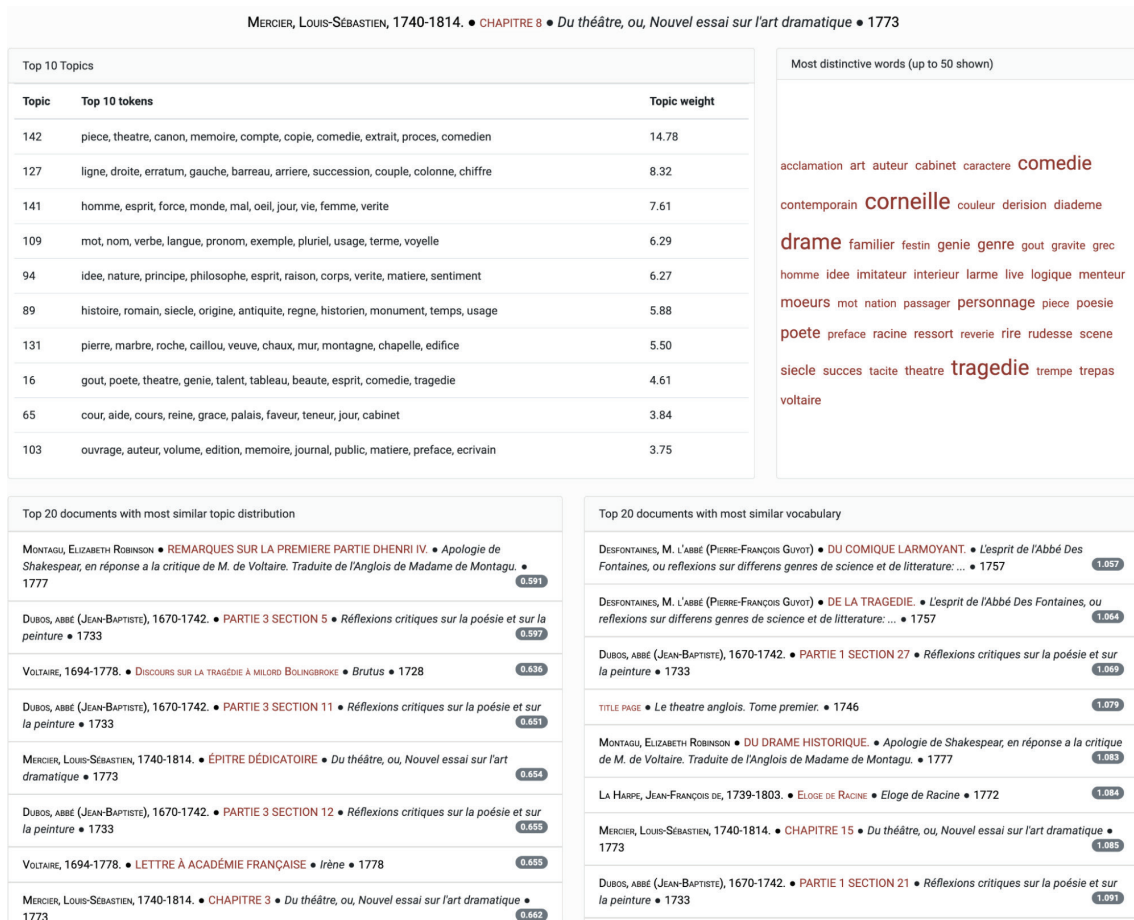 Mercier, Louis-Sébastien, 1740-1814. ● CHAPITRE 8 ● Du théâtre, ou, Nouvel essai sur l'art dramatique ● 1773
Top 10 Topics
Topic Top 10 tokens Topic weight
142 piece, theatre, canon, memoire, compte, copie, comedie, extrait, proces, comedien 14.78
127 ligne, droite, erratum, gauche, barreau, arriere, succession, couple, colonne, chiffre 8.32
141 homme, esprit, force, monde, mal, oeil, jour, vie, femme, verite 7.61
109 mot, nom, verbe, langue, pronom, exemple, pluriel, usage, terme, voyelle 6.29
94 idee, nature, principe, philosophe, esprit, raison, corps, verite, matiere, sentiment 6.27
89 histoire, romain, siecle, origine, antiquite, regne, historien, monument, temps, usage 5.88
131 pierre, marbre, roche, caillou, veuve, chaux, mur, montagne, chapelle, edifice 5.50
16 gout, poete, theatre, genie, talent, tableau, beaute, esprit, comedie, tragedie 4.61
65 cour, aide, cours, reine, grace, palais, faveur, teneur, jour, cabinet 3.84
103 ouvrage, auteur, volume, edition, memoire, journal, public, matiere, preface, ecrivain 3.75
Most distinctive words (up to 50 shown)
acclamation art auteur cabinet caractere comedie
contemporain corneille couleur derision diademe
drame familier festin genie genre gout gravite grec
homme idee imitateur interieur larme live logique menteur
moeurs mot nation passager personnage piece poesie
poete preface racine ressort reverie rire rudesse scene
siecle succes tacite theatre tragedie trempe trepas
voltaire
Top 20 documents with most similar topic distribution
Montagu, Elizabeth Robinson ● REMARQUES SUR LA PREMIERE PARTIE DHENRI IV. ● Apologie de
Shakespear, en réponse a la critique de M. de Voltaire. Traduite de l'Anglois de Madame de Montagu. ●
1777 0.591
Dubos, abbé (Jean-Baptiste), 1670-1742. ● PARTIE 3 SECTION 5 ● Réflexions critiques sur la poésie et sur la
peinture ● 1733 0.597
Voltaire, 1694-1778. ● Discours sur la tragédie à milord Bolingbroke ● Brutus ● 1728 0.636
Dubos, abbé (Jean-Baptiste), 1670-1742. ● PARTIE 3 SECTION 11 ● Réflexions critiques sur la poésie et sur
la peinture ● 1733 0.651
Mercier, Louis-Sébastien, 1740-1814. ● ÉPITRE DÉDICATOIRE ● Du théâtre, ou, Nouvel essai sur l'art
dramatique ● 1773 0.654
Dubos, abbé (Jean-Baptiste), 1670-1742. ● PARTIE 3 SECTION 12 ● Réflexions critiques sur la poésie et sur
la peinture ● 1733 0.655
Voltaire, 1694-1778. ● LETTRE À ACADÉMIE FRANÇAISE ● Irène ● 1778 0.655
Mercier, Louis-Sébastien, 1740-1814. ● CHAPITRE 3 ● Du théâtre, ou, Nouvel essai sur l'art dramatique ●
1773 0.662
Top 20 documents with most similar vocabulary
Desfontaines, M. l'abbé (Pierre-François Guyot) ● DU COMIQUE LARMOYANT. ● L'esprit de l'Abbé Des
Fontaines, ou reflexions sur differens genres de science et de litterature: ... ● 1757 1.057
Desfontaines, M. l'abbé (Pierre-François Guyot) ● DE LA TRAGEDIE. ● L'esprit de l'Abbé Des Fontaines, ou
reflexions sur differens genres de science et de litterature: ... ● 1757 1.064
Dubos, abbé (Jean-Baptiste), 1670-1742. ● PARTIE 1 SECTION 27 ● Réflexions critiques sur la poésie et sur
la peinture ● 1733 1.069
title page ● Le theatre anglois. Tome premier. ● 1746 1.079
Montagu, Elizabeth Robinson ● DU DRAME HISTORIQUE. ● Apologie de Shakespear, en réponse a la critique
de M. de Voltaire. Traduite de l'Anglois de Madame de Montagu. ● 1777 1.083
La Harpe, Jean-François de, 1739-1803. ● Eloge de Racine ● Eloge de Racine ● 1772 1.084
Mercier, Louis-Sébastien, 1740-1814. ● CHAPITRE 15 ● Du théâtre, ou, Nouvel essai sur l'art dramatique ●
1773 1.085
Dubos, abbé (Jean-Baptiste), 1670-1742. ● PARTIE 1 SECTION 21 ● Réflexions critiques sur la poésie et sur
la peinture ● 1733 1.091